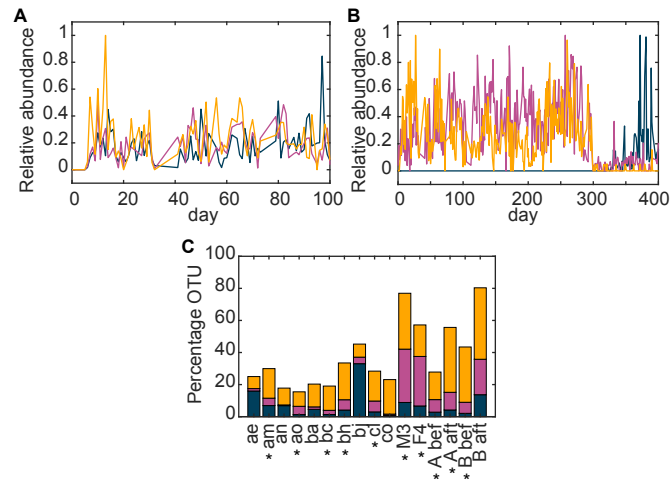 A
Relative abundance
1
0.8
0.6
0.4
0.2
0
0 20 40 60 80 100
day
B
Relative abundance
1
0.8
0.6
0.4
0.2
0
0 100 200 300 400
day
C
Percentage OTU
100
80
60
40
20
0
ae
* am
an
* ao
ba
* bc
* bh
bj
* cl
co
* M3
* F4
* A bef
* A aft
* B bef
B aft